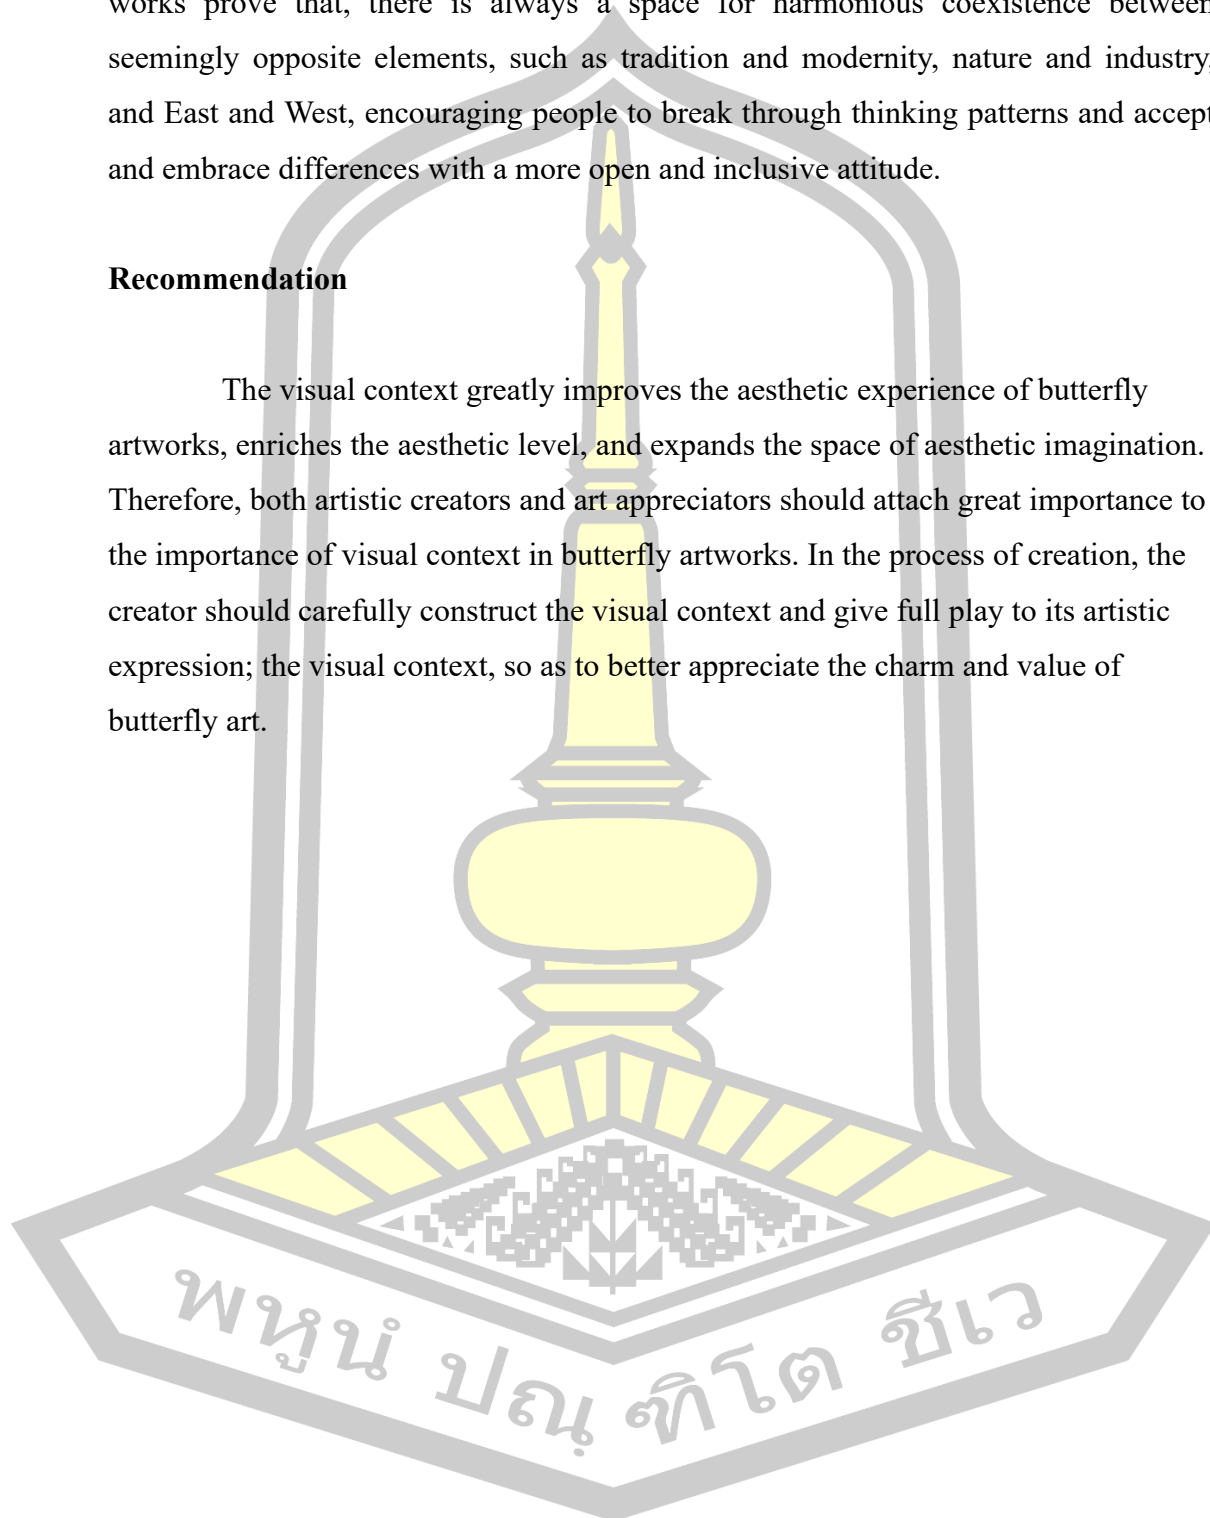 works prove that, there is always a space for harmonious coexistence between
seemingly opposite elements, such as tradition and modernity, nature and industry,
and East and West, encouraging people to break through thinking patterns and accept
and embrace differences with a more open and inclusive attitude.
Recommendation
The visual context greatly improves the aesthetic experience of butterfly
artworks, enriches the aesthetic level, and expands the space of aesthetic imagination.
Therefore, both artistic creators and art appreciators should attach great importance to
the importance of visual context in butterfly artworks. In the process of creation, the
creator should carefully construct the visual context and give full play to its artistic
expression; the visual context, so as to better appreciate the charm and value of
butterfly art.
พหูนํ ปณฺฑิโต ชีเว